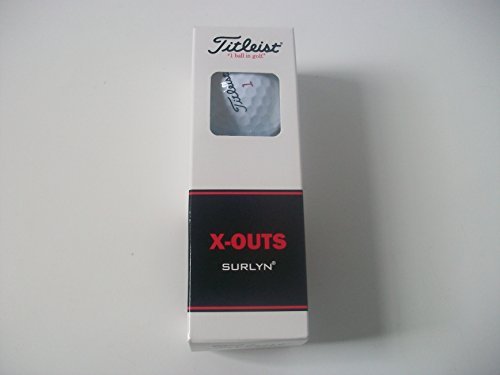 Titleist®
"1 ball in golf."
Titleist
1
X-OUTS
SURLYN®